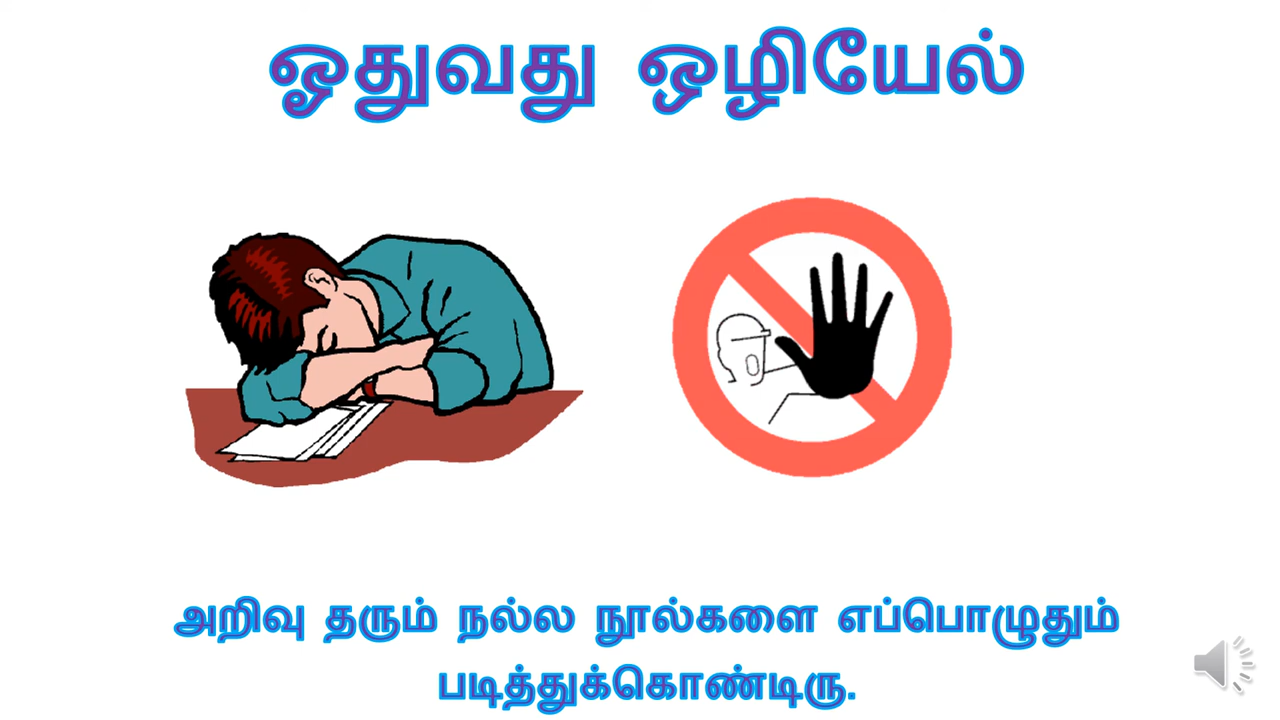 ஓதுவது ஒழியேல்
அறிவு தரும் நல்ல நூல்களை எப்பொழுதும்
படித்துக்கொண்டிரு.